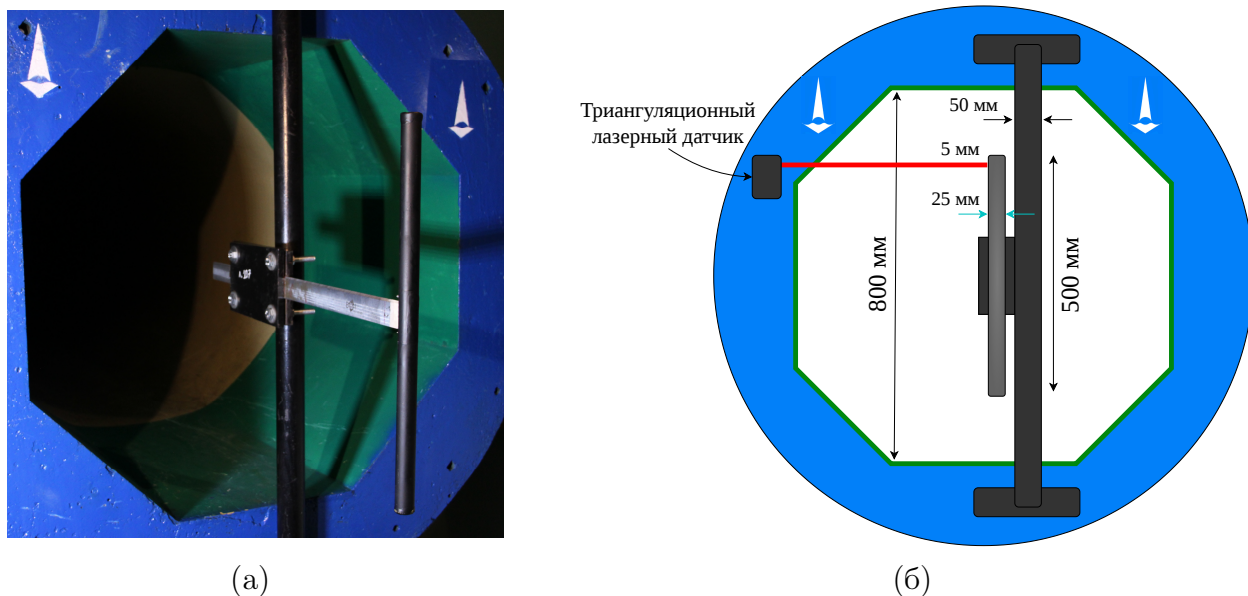 Триангуляционный
лазерный датчик
50 мм
5 мм
25 мм
800 мм
500 мм
(а)
(б)